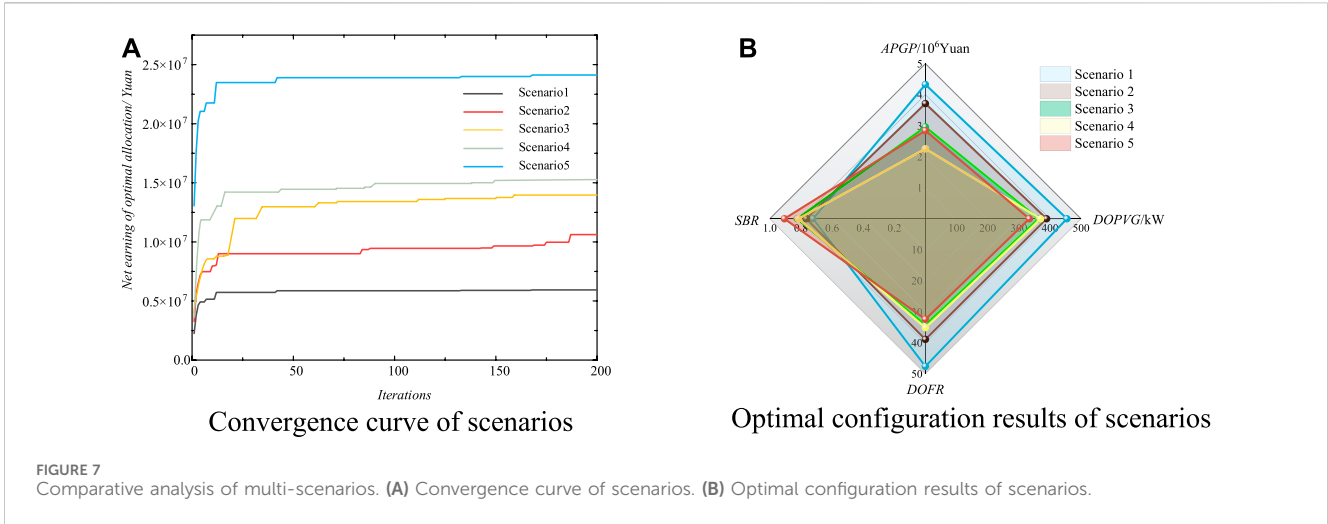 A
Net earning of optimal allocation/ Yuan
2.5×10⁷
2.0×10⁷
1.5×10⁷
1.0×10⁷
0.5×10⁷
0.0
0 50 100 150 200
Iterations
Scenario1
Scenario2
Scenario3
Scenario4
Scenario5
Convergence curve of scenarios
B
APGP/10⁶Yuan
5
4
3
2
1
SBR
1.0 0.8 0.6 0.4 0.2
100 200 300 400 500
DOPVG/kW
10
20
30
40
50
DOFR
Scenario 1
Scenario 2
Scenario 3
Scenario 4
Scenario 5
Optimal configuration results of scenarios
FIGURE 7
Comparative analysis of multi-scenarios. (A) Convergence curve of scenarios. (B) Optimal configuration results of scenarios.